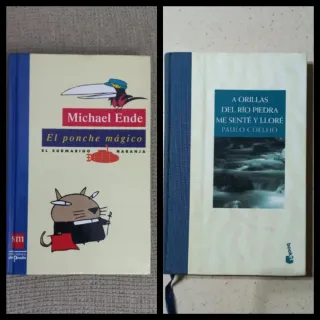 Michael Ende
El ponche mágico
EL SUBMARINO NARANJA
sm
A ORILLAS
DEL RÍO PIEDRA
ME SENTÉ Y LLORÉ
PAULO COELHO